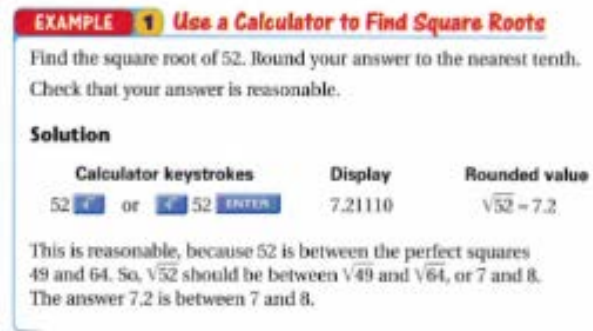 EXAMPLE 1 Use a Calculator to Find Square Roots
Find the square root of 52. Round your answer to the nearest tenth.
Check that your answer is reasonable.
Solution
Calculator keystrokes Display Rounded value
52 √ or √ 52 ENTER 7.21110 √52 ≈ 7.2
This is reasonable, because 52 is between the perfect squares
49 and 64. So, √52 should be between √49 and √64, or 7 and 8.
The answer 7.2 is between 7 and 8.